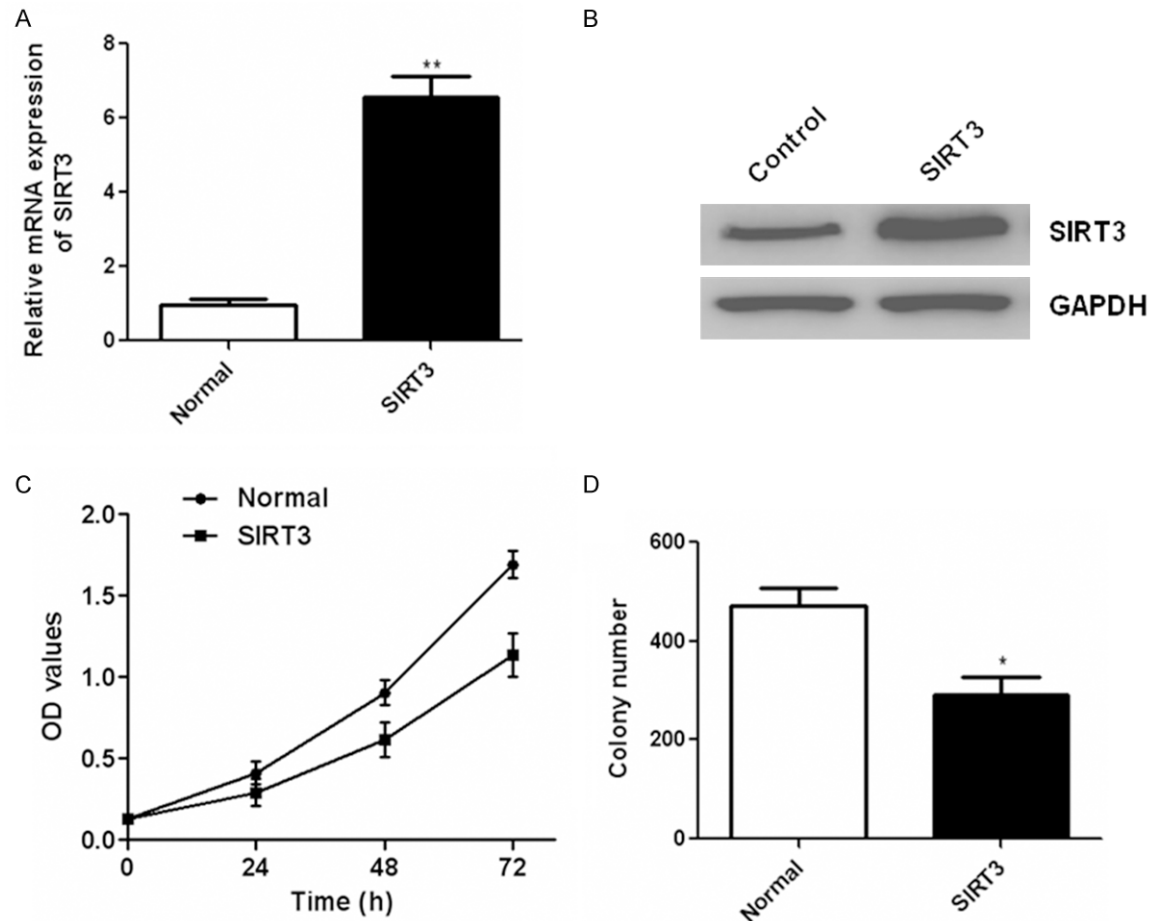 A
Relative mRNA expression
of SIRT3
8
6
4
2
0
**
Normal
SIRT3
B
Control
SIRT3
SIRT3
GAPDH
C
Normal
SIRT3
OD values
2.0
1.5
1.0
0.5
0.0
0
24
48
72
Time (h)
D
Colony number
600
400
200
0
*
Normal
SIRT3